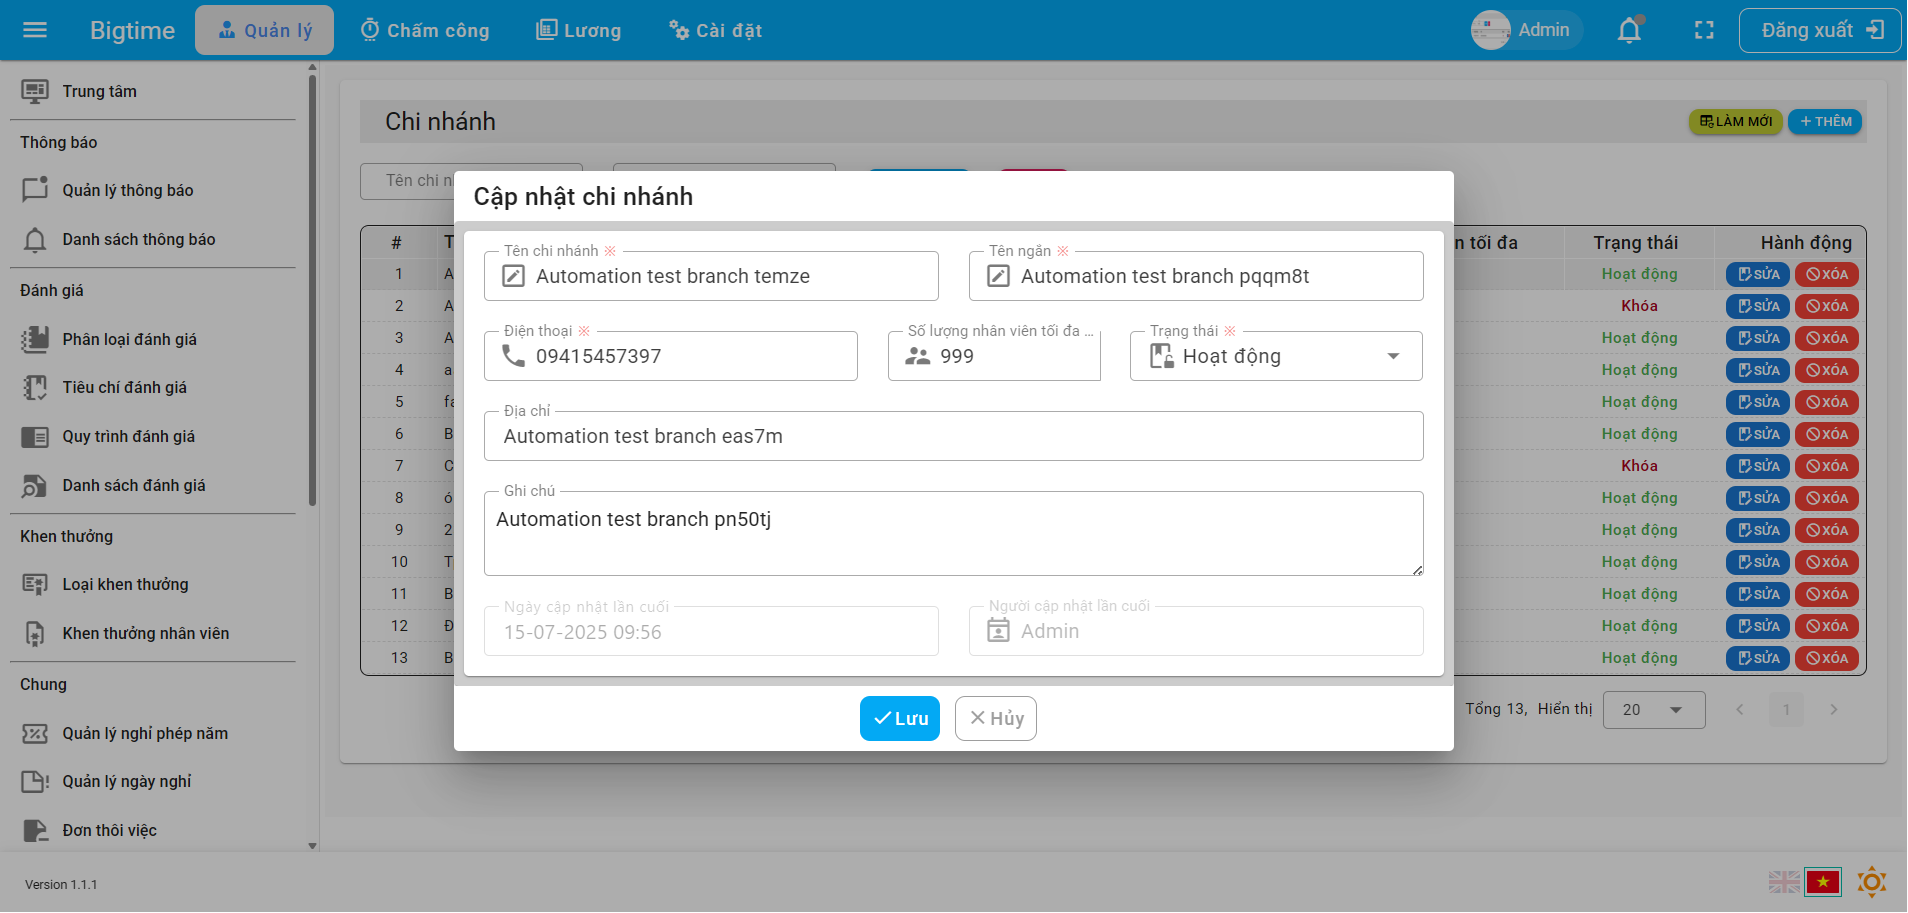 Bigtime
Quản lý
Chấm công
Lương
Cài đặt
Admin
Đăng xuất
Trung tâm
Thông báo
Quản lý thông báo
Danh sách thông báo
Đánh giá
Phân loại đánh giá
Tiêu chí đánh giá
Quy trình đánh giá
Danh sách đánh giá
Khen thưởng
Loại khen thưởng
Khen thưởng nhân viên
Chung
Quản lý nghỉ phép năm
Quản lý ngày nghỉ
Đơn thôi việc
Version 1.1.1
Chi nhánh
LÀM MỚI
THÊM
Tên chi
# n tối đa Trạng thái Hành động
1 Hoạt động SỬA XÓA
2 Khóa SỬA XÓA
3 Hoạt động SỬA XÓA
4 Hoạt động SỬA XÓA
5 Hoạt động SỬA XÓA
6 Hoạt động SỬA XÓA
7 Khóa SỬA XÓA
8 Hoạt động SỬA XÓA
9 Hoạt động SỬA XÓA
10 Hoạt động SỬA XÓA
11 Hoạt động SỬA XÓA
12 Hoạt động SỬA XÓA
13 Hoạt động SỬA XÓA
Tổng 13, Hiển thị 20 1
Cập nhật chi nhánh
Tên chi nhánh ※
Automation test branch temze
Tên ngắn ※
Automation test branch pqqm8t
Điện thoại ※
09415457397
Số lượng nhân viên tối đa ...
999
Trạng thái ※
Hoạt động
Địa chỉ
Automation test branch eas7m
Ghi chú
Automation test branch pn50tj
Ngày cập nhật lần cuối
15-07-2025 09:56
Người cập nhật lần cuối
Admin
Lưu
Hủy